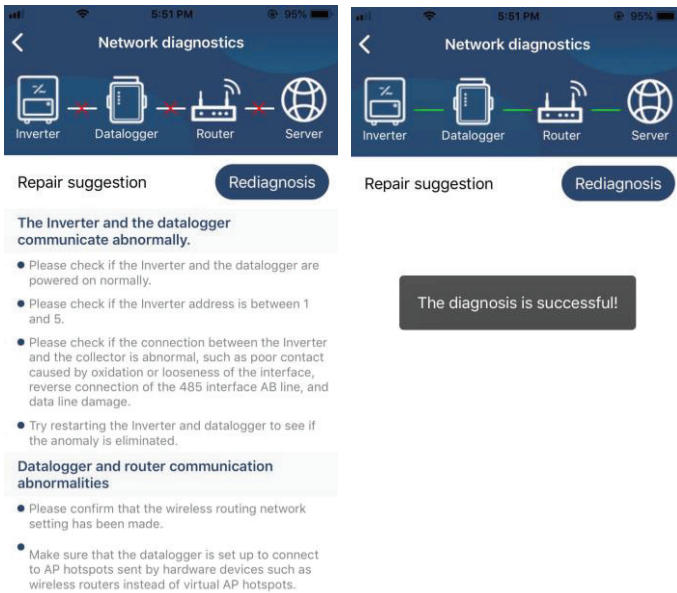 5:51 PM
95%
Network diagnostics
Inverter
Datalogger
Router
Server
Repair suggestion
Rediagnosis
The Inverter and the datalogger
communicate abnormally.
Please check if the Inverter and the datalogger are
powered on normally.
Please check if the Inverter address is between 1
and 5.
Please check if the connection between the Inverter
and the collector is abnormal, such as poor contact
caused by oxidation or looseness of the interface,
reverse connection of the 485 interface AB line, and
data line damage.
Try restarting the Inverter and datalogger to see if
the anomaly is eliminated.
Datalogger and router communication
abnormalities
Please confirm that the wireless routing network
setting has been made.
Make sure that the datalogger is set up to connect
to AP hotspots sent by hardware devices such as
wireless routers instead of virtual AP hotspots.
5:51 PM
95%
Network diagnostics
Inverter
Datalogger
Router
Server
Repair suggestion
Rediagnosis
The diagnosis is successful!